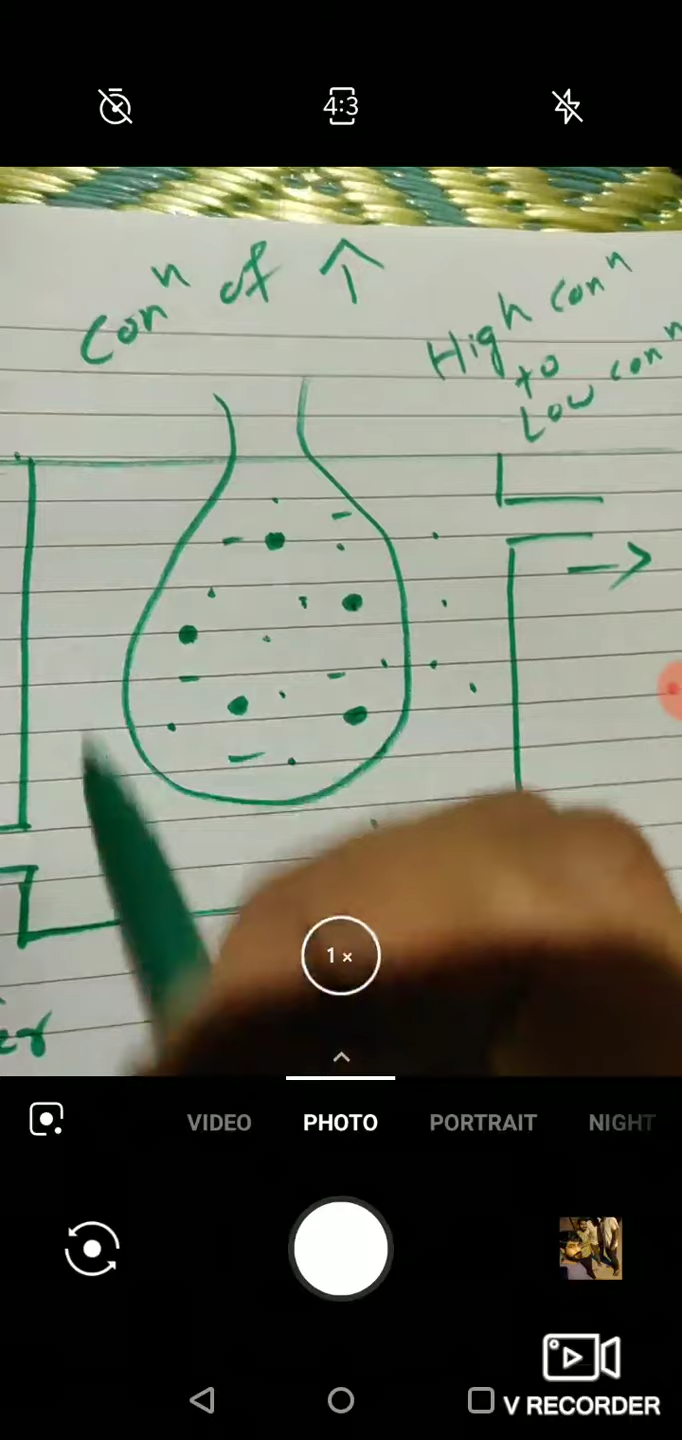 4:3
Conⁿ of ↑
High conⁿ
to
Low conⁿ
1×
VIDEO PHOTO PORTRAIT NIGHT
V RECORDER